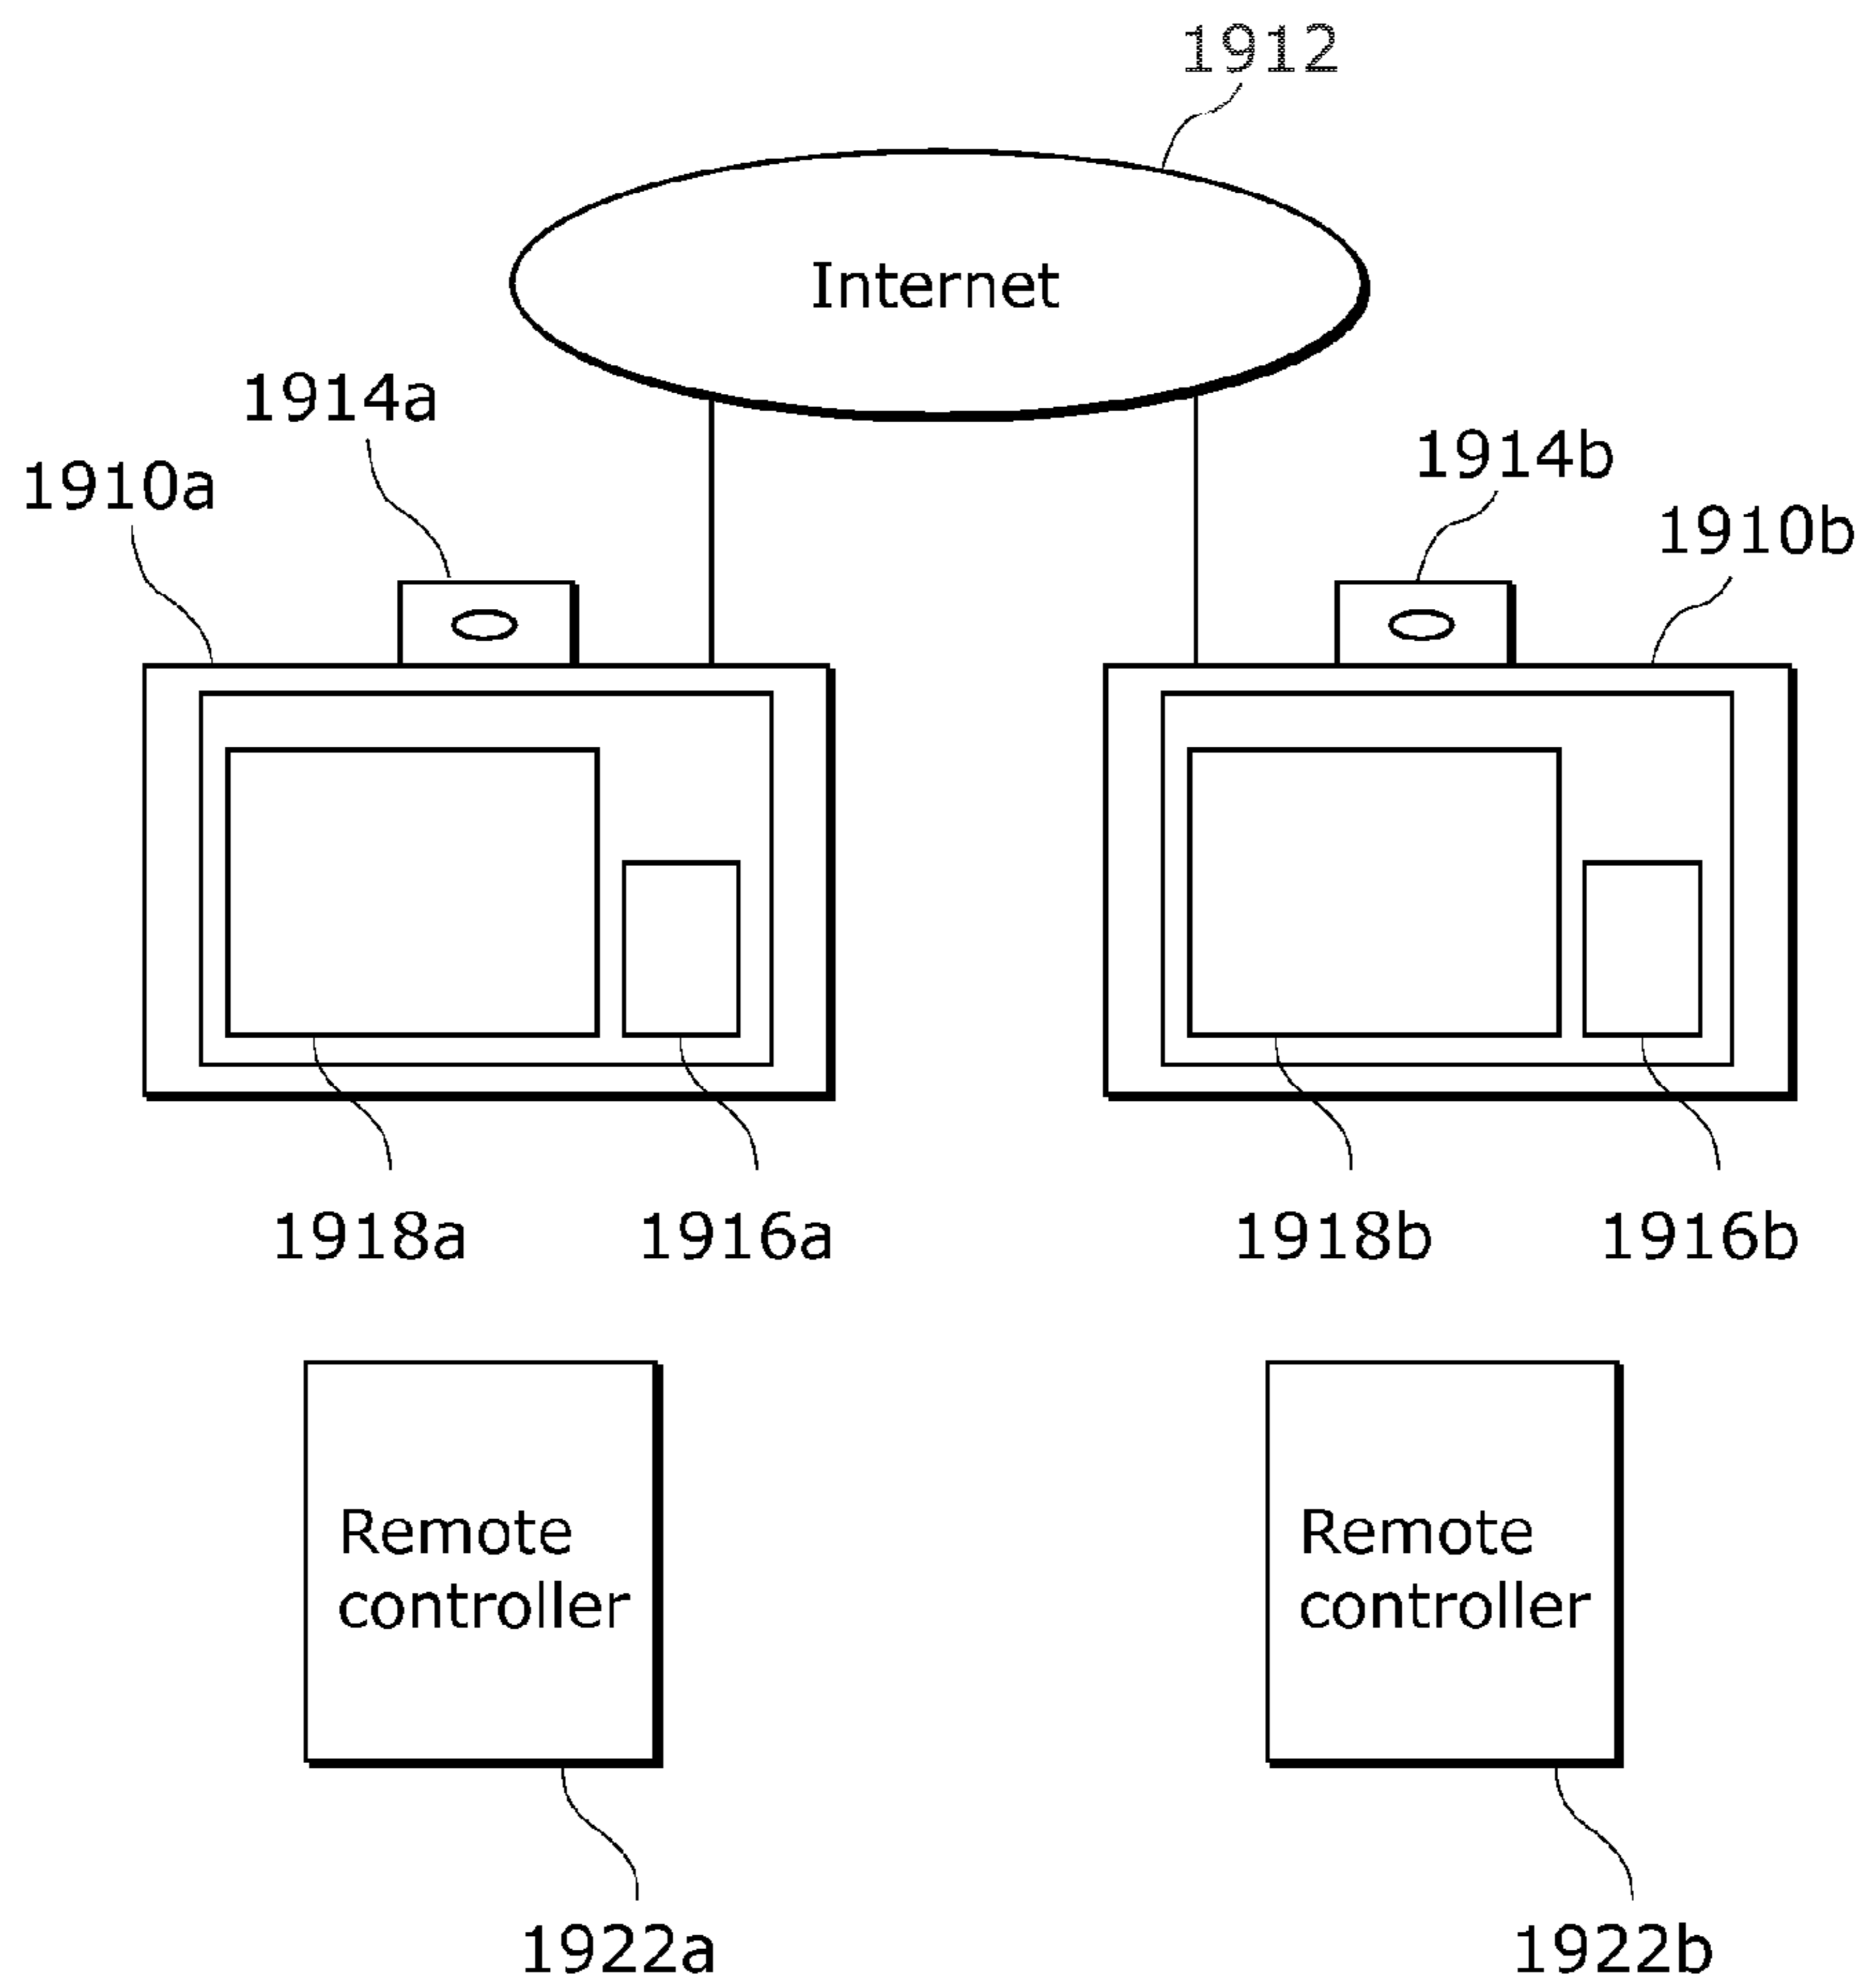 1912
Internet
1914a
1914b
1910a
1910b
1918a
1916a
1918b
1916b
Remote
controller
Remote
controller
1922a
1922b